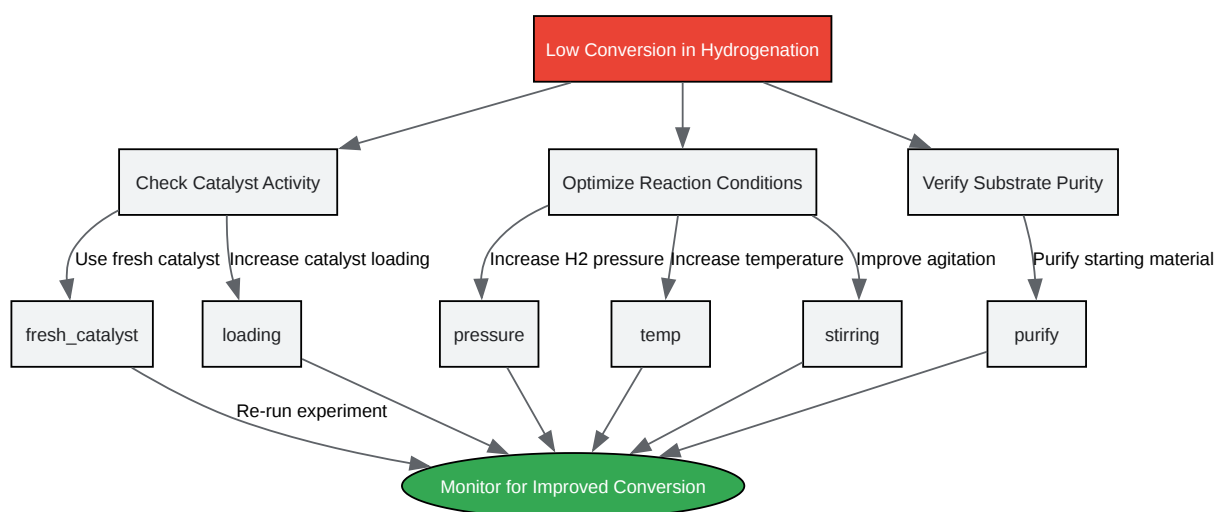 Low Conversion in Hydrogenation
Check Catalyst Activity
Optimize Reaction Conditions
Verify Substrate Purity
Use fresh catalyst
Increase catalyst loading
Increase H2 pressure
Increase temperature
Improve agitation
Purify starting material
fresh_catalyst
loading
pressure
temp
stirring
purify
Re-run experiment
Monitor for Improved Conversion